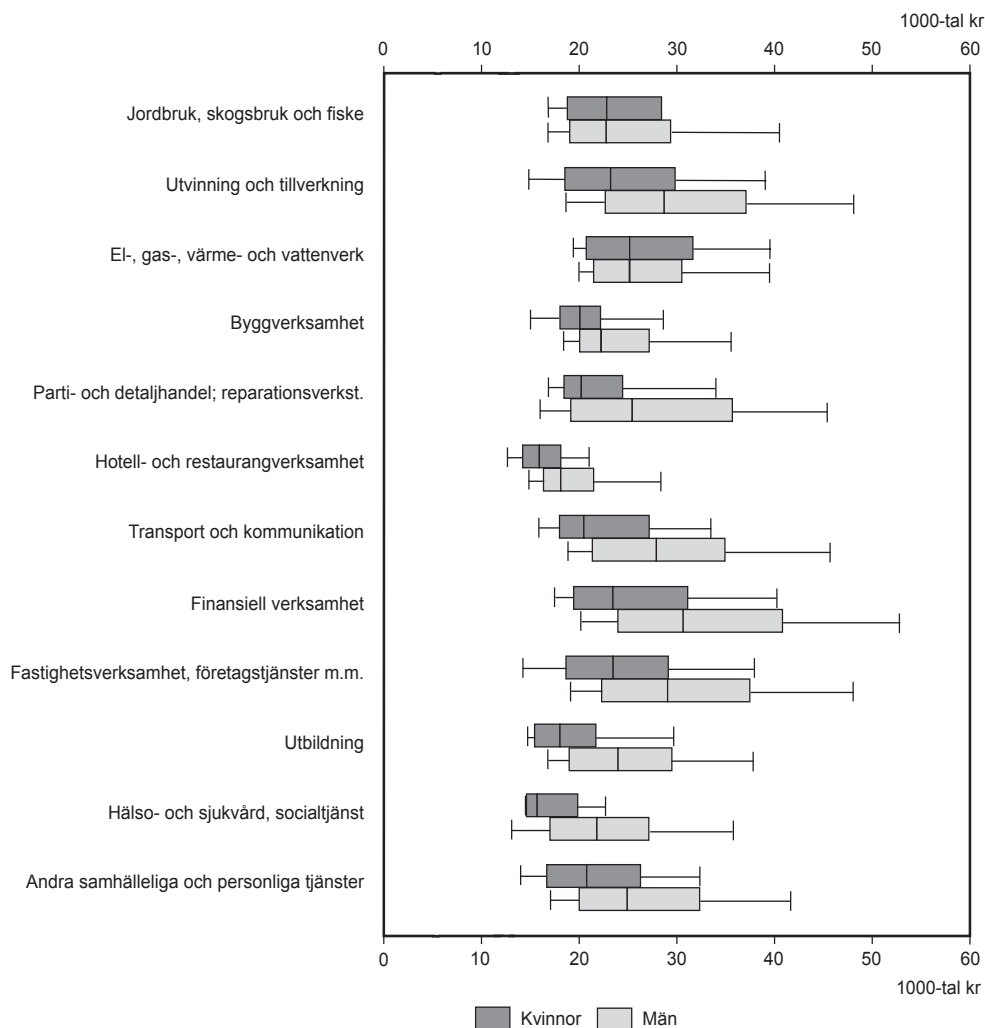 1000-tal kr
0 10 20 30 40 50 60
Jordbruk, skogsbruk och fiske
Utvinning och tillverkning
El-, gas-, värme- och vattenverk
Byggverksamhet
Parti- och detaljhandel; reparationsverkst.
Hotell- och restaurangverksamhet
Transport och kommunikation
Finansiell verksamhet
Fastighetsverksamhet, företagstjänster m.m.
Utbildning
Hälso- och sjukvård, socialtjänst
Andra samhälleliga och personliga tjänster
0 10 20 30 40 50 60
1000-tal kr
Kvinnor Män